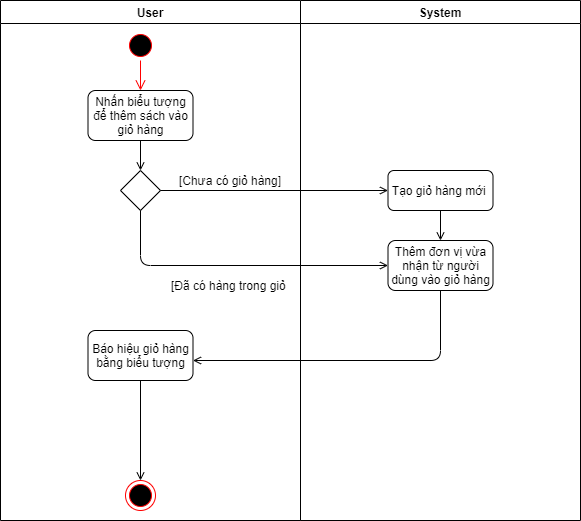 User
System
Nhấn biểu tượng
để thêm sách vào
giỏ hàng
[Chưa có giỏ hàng]
Tạo giỏ hàng mới
Thêm đơn vị vừa
nhận từ người
dùng vào giỏ hàng
[Đã có hàng trong giỏ
Báo hiệu giỏ hàng
bằng biểu tượng